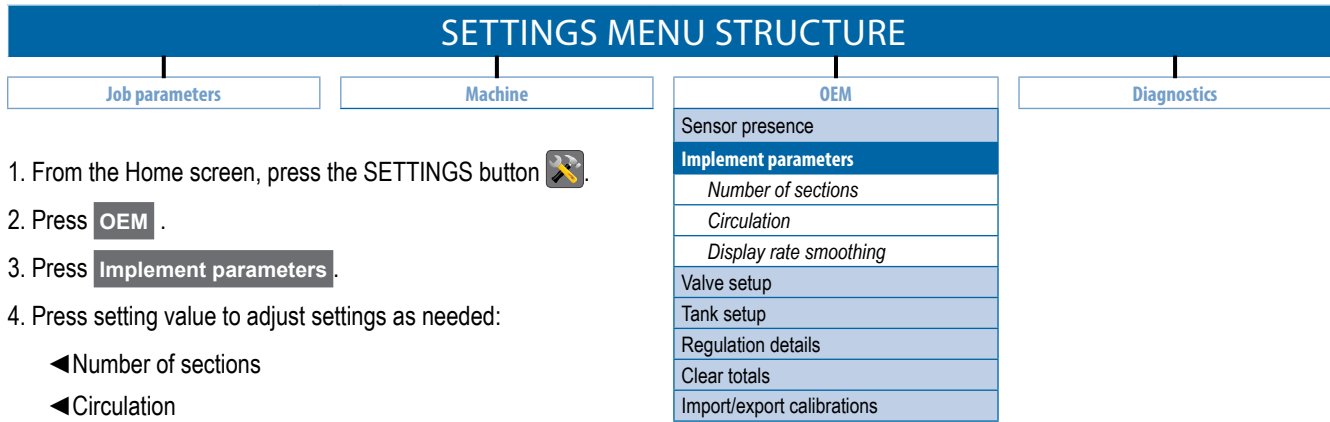 SETTINGS MENU STRUCTURE
Job parameters
Machine
OEM
Diagnostics
Sensor presence
Implement parameters
Number of sections
Circulation
Display rate smoothing
Valve setup
Tank setup
Regulation details
Clear totals
Import/export calibrations
1. From the Home screen, press the SETTINGS button .
2. Press OEM .
3. Press Implement parameters .
4. Press setting value to adjust settings as needed:
◄Number of sections
◄Circulation